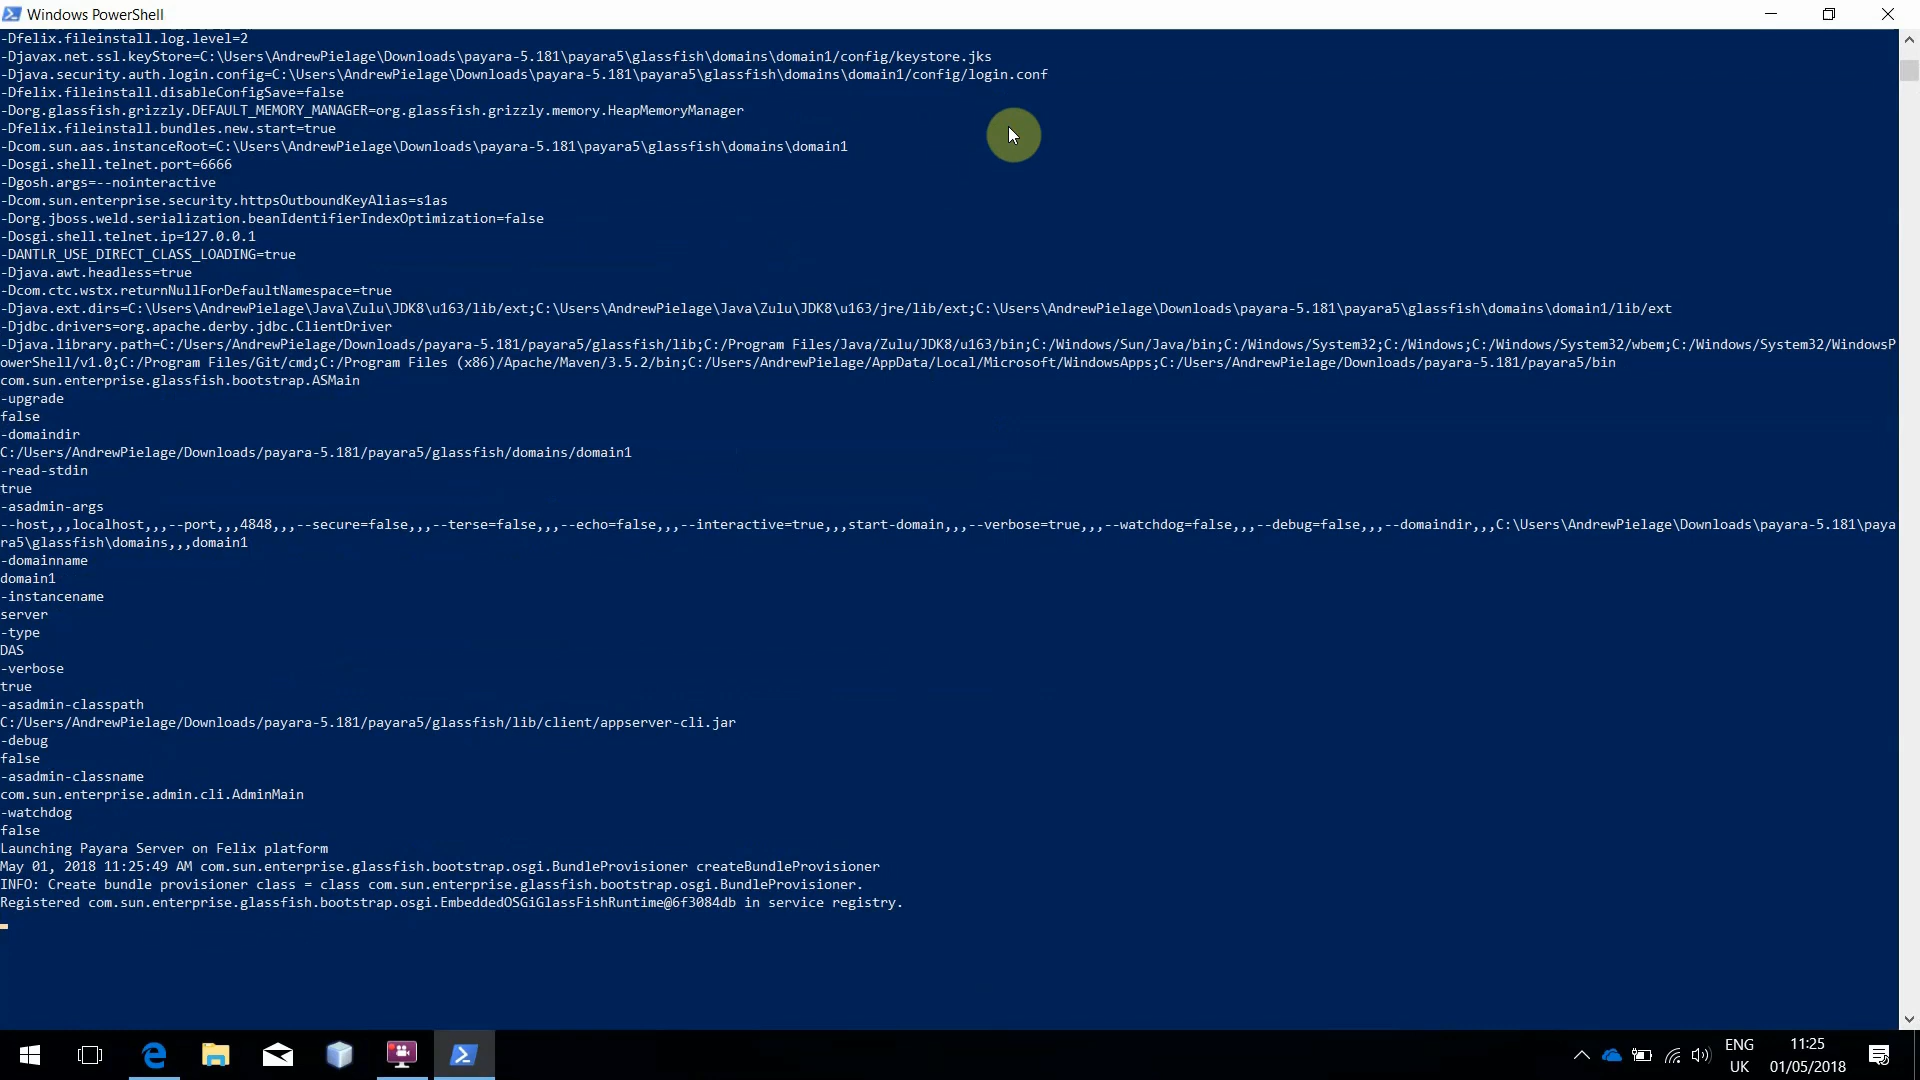 Windows PowerShell
-Dfelix.fileinstall.log.level=2
-Djavax.net.ssl.keyStore=C:\Users\AndrewPielage\Downloads\payara-5.181\payara5\glassfish\domains\domain1/config/keystore.jks
-Djava.security.auth.login.config=C:\Users\AndrewPielage\Downloads\payara-5.181\payara5\glassfish\domains\domain1/config/login.conf
-Dfelix.fileinstall.disableConfigSave=false
-Dorg.glassfish.grizzly.DEFAULT_MEMORY_MANAGER=org.glassfish.grizzly.memory.HeapMemoryManager
-Dfelix.fileinstall.bundles.new.start=true
-Dcom.sun.aas.instanceRoot=C:\Users\AndrewPielage\Downloads\payara-5.181\payara5\glassfish\domains\domain1
-Dosgi.shell.telnet.port=6666
-Dgosh.args=--nointeractive
-Dcom.sun.enterprise.security.httpsOutboundKeyAlias=s1as
-Dorg.jboss.weld.serialization.beanIdentifierIndexOptimization=false
-Dosgi.shell.telnet.ip=127.0.0.1
-DANTLR_USE_DIRECT_CLASS_LOADING=true
-Djava.awt.headless=true
-Dcom.ctc.wstx.returnNullForDefaultNamespace=true
-Djava.ext.dirs=C:\Users\AndrewPielage\Java\Zulu\JDK8\u163/lib/ext;C:\Users\AndrewPielage\Java\Zulu\JDK8\u163/jre/lib/ext;C:\Users\AndrewPielage\Downloads\payara-5.181\payara5\glassfish\domains\domain1/lib/ext
-Djdbc.drivers=org.apache.derby.jdbc.ClientDriver
-Djava.library.path=C:/Users/AndrewPielage/Downloads/payara-5.181/payara5/glassfish/lib;C:/Program Files/Java/Zulu/JDK8/u163/bin;C:/Windows/Sun/Java/bin;C:/Windows/System32;C:/Windows;C:/Windows/System32/wbem;C:/Windows/System32/WindowsP
owerShell/v1.0;C:/Program Files/Git/cmd;C:/Program Files (x86)/Apache/Maven/3.5.2/bin;C:/Users/AndrewPielage/AppData/Local/Microsoft/WindowsApps;C:/Users/AndrewPielage/Downloads/payara-5.181/payara5/bin
com.sun.enterprise.glassfish.bootstrap.ASMain
-upgrade
false
-domaindir
C:/Users/AndrewPielage/Downloads/payara-5.181/payara5/glassfish/domains/domain1
-read-stdin
true
-asadmin-args
--host,,,localhost,,,--port,,,4848,,,--secure=false,,,--terse=false,,,--echo=false,,,--interactive=true,,,start-domain,,,--verbose=true,,,--watchdog=false,,,--debug=false,,,--domaindir,,,C:\Users\AndrewPielage\Downloads\payara-5.181\paya
ra5\glassfish\domains,,,domain1
-domainname
domain1
-instancename
server
-type
DAS
-verbose
true
-asadmin-classpath
C:/Users/AndrewPielage/Downloads/payara-5.181/payara5/glassfish/lib/client/appserver-cli.jar
-debug
false
-asadmin-classname
com.sun.enterprise.admin.cli.AdminMain
-watchdog
false
Launching Payara Server on Felix platform
May 01, 2018 11:25:49 AM com.sun.enterprise.glassfish.bootstrap.osgi.BundleProvisioner createBundleProvisioner
INFO: Create bundle provisioner class = class com.sun.enterprise.glassfish.bootstrap.osgi.BundleProvisioner.
Registered com.sun.enterprise.glassfish.bootstrap.osgi.EmbeddedOSGiGlassFishRuntime@6f3084db in service registry.
ENG 11:25
UK 01/05/2018